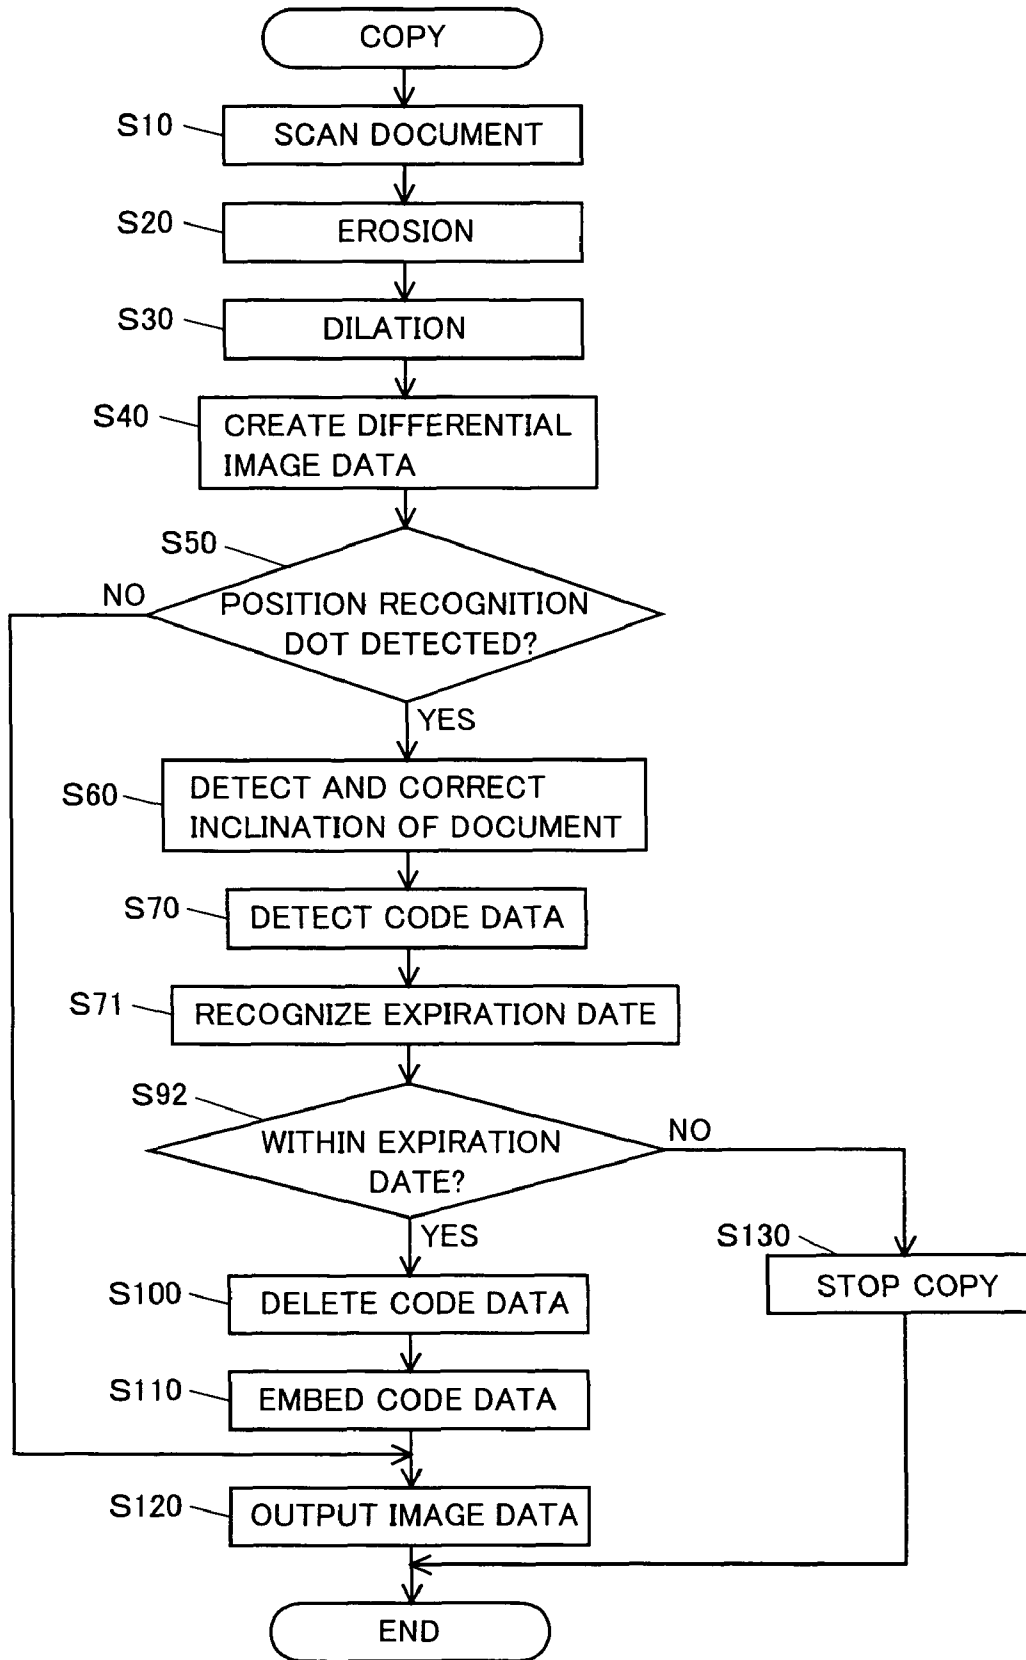 COPY
S10
SCAN DOCUMENT
S20
EROSION
S30
DILATION
S40
CREATE DIFFERENTIAL
IMAGE DATA
S50
NO
POSITION RECOGNITION
DOT DETECTED?
YES
S60
DETECT AND CORRECT
INCLINATION OF DOCUMENT
S70
DETECT CODE DATA
S71
RECOGNIZE EXPIRATION DATE
S92
WITHIN EXPIRATION
DATE?
NO
YES
S130
STOP COPY
S100
DELETE CODE DATA
S110
EMBED CODE DATA
S120
OUTPUT IMAGE DATA
END